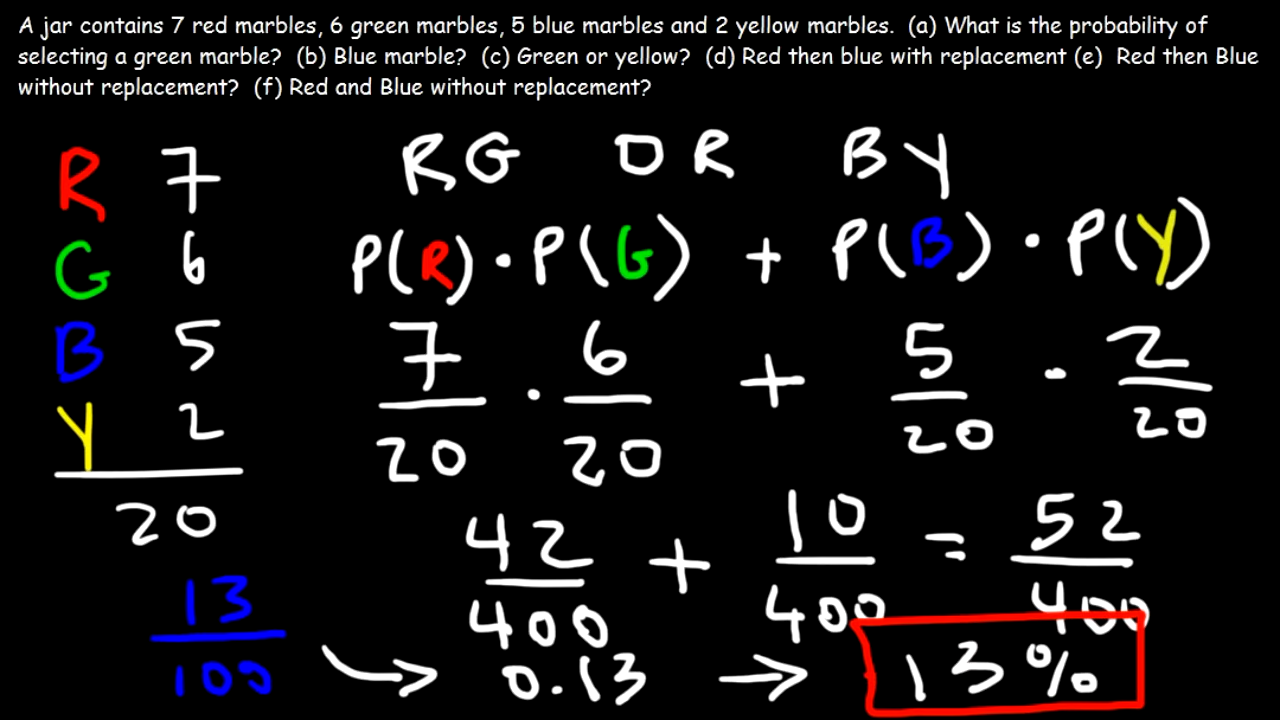 A jar contains 7 red marbles, 6 green marbles, 5 blue marbles and 2 yellow marbles. (a) What is the probability of
selecting a green marble? (b) Blue marble? (c) Green or yellow? (d) Red then blue with replacement (e) Red then Blue
without replacement? (f) Red and Blue without replacement?
R 7
G 6
B 5
Y 2
20
RG OR BY
P(R) · P(G) + P(B) · P(Y)
7/20 · 6/20 + 5/20 · 2/20
42/400 + 10/400 = 52/400
13/100 → 0.13 → 13%